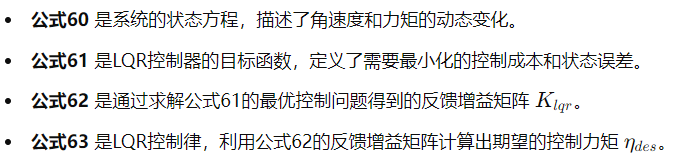 • 公式60 是系统的状态方程，描述了角速度和力矩的动态变化。
• 公式61 是LQR控制器的目标函数，定义了需要最小化的控制成本和状态误差。
• 公式62 是通过求解公式61的最优控制问题得到的反馈增益矩阵 K_{lqr}。
• 公式63 是LQR控制律，利用公式62的反馈增益矩阵计算出期望的控制力矩 η_{des}。